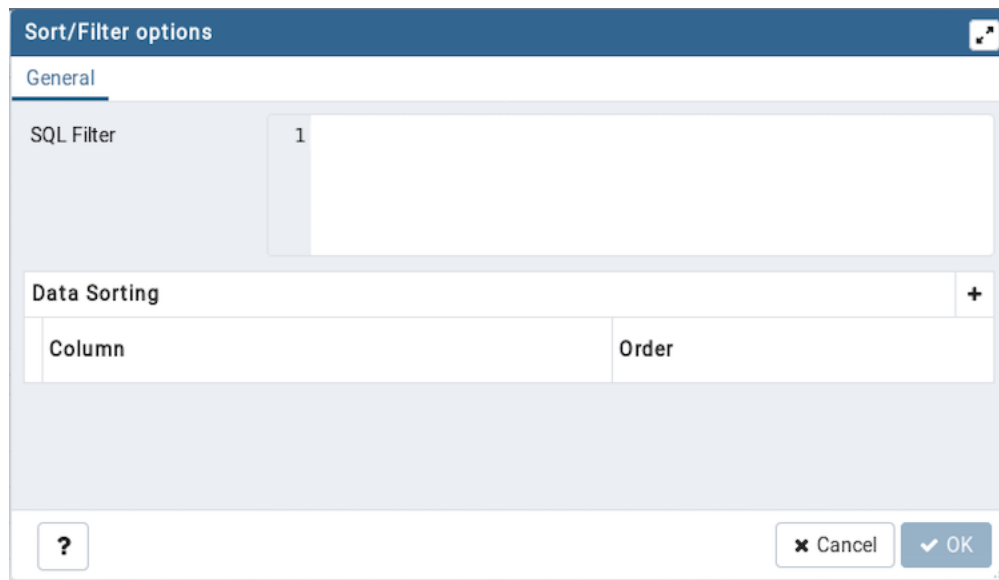 Sort/Filter options
General
SQL Filter
1
Data Sorting
+
Column Order
?
Cancel
OK